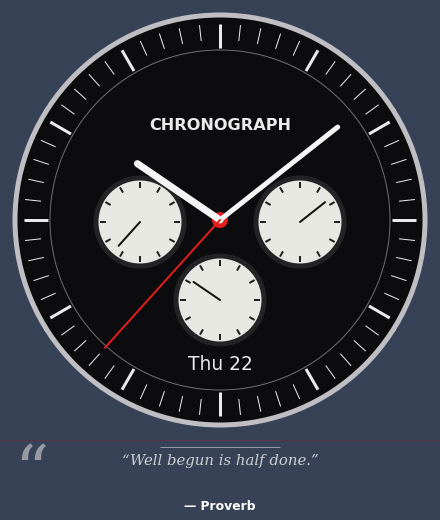 CHRONOGRAPH
Thu 22
“Well begun is half done.”
— Proverb